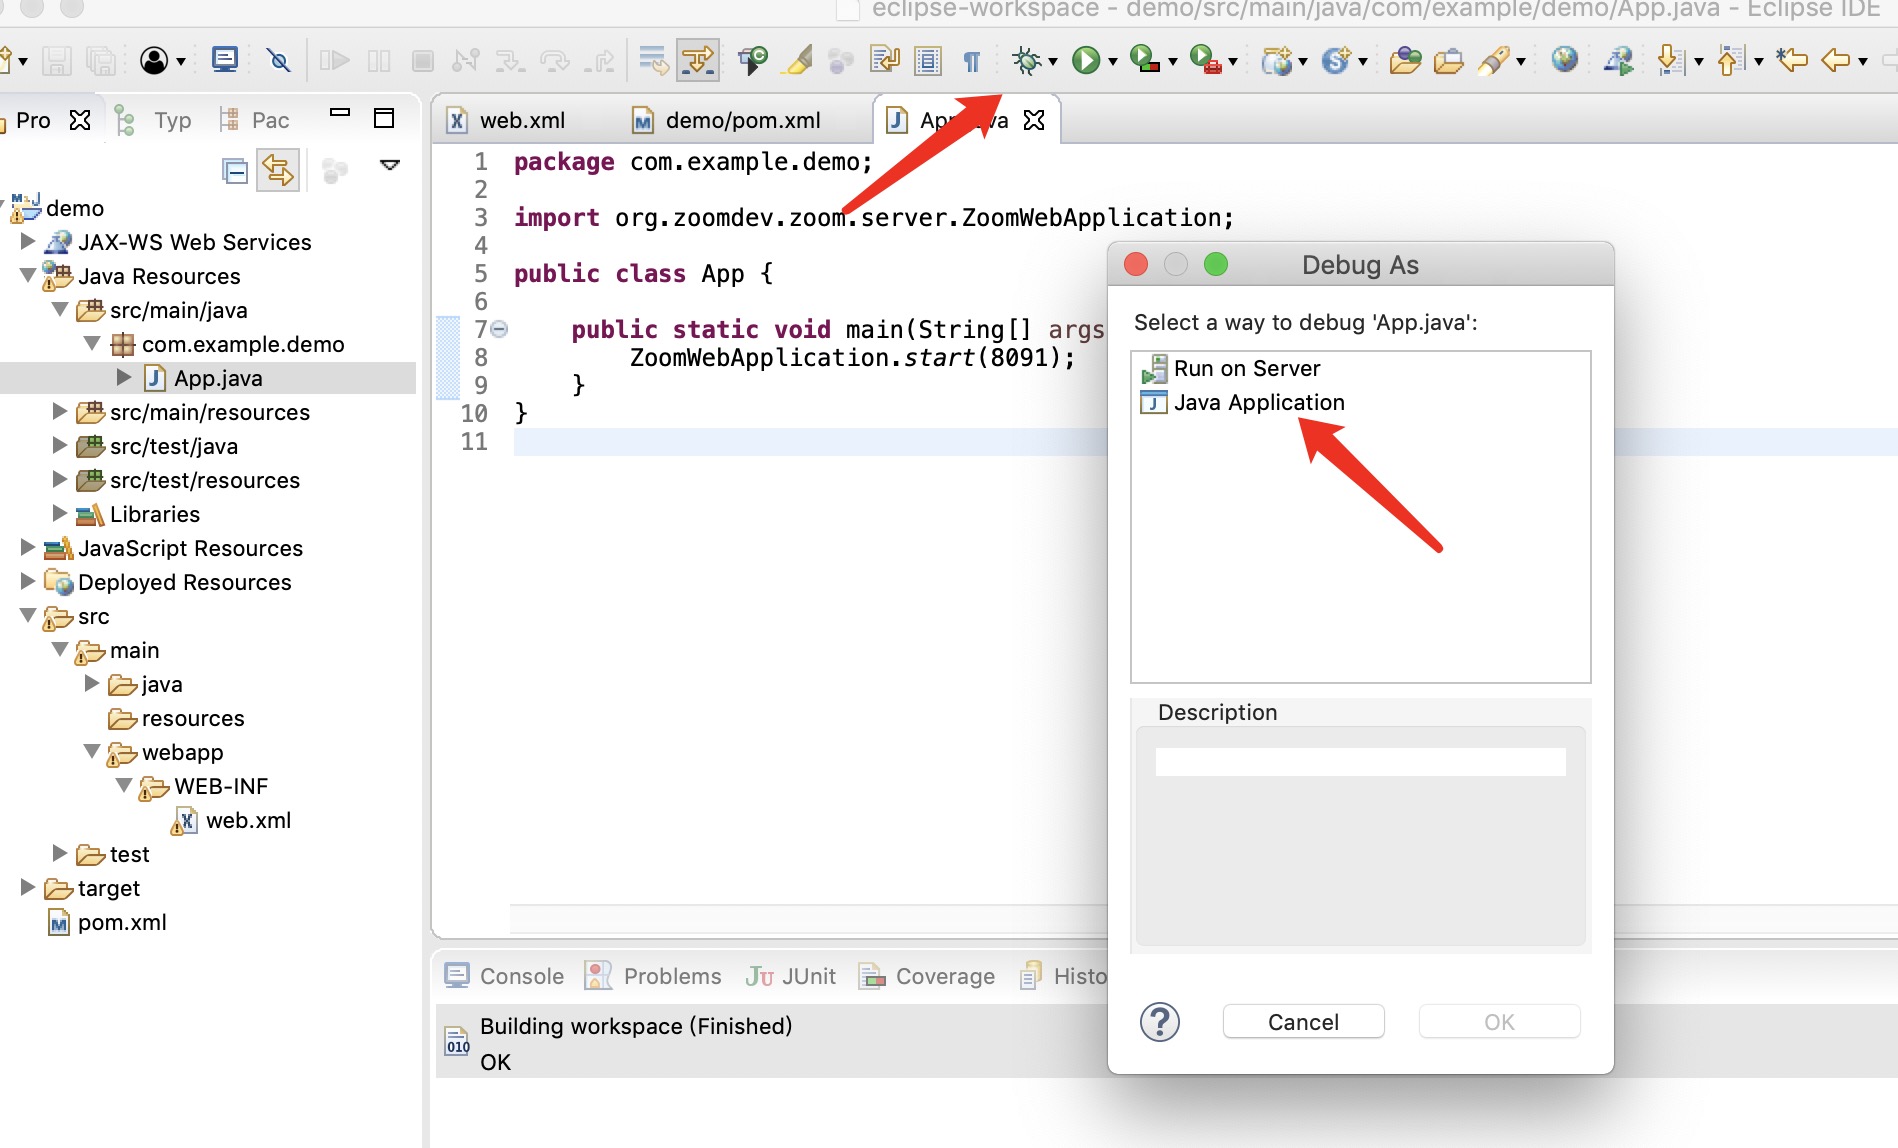 eclipse-workspace - demo/src/main/java/com/example/demo/App.java - Eclipse IDE
Pro
Typ
Pac
web.xml
demo/pom.xml
demo
JAX-WS Web Services
Java Resources
src/main/java
com.example.demo
App.java
src/main/resources
src/test/java
src/test/resources
Libraries
JavaScript Resources
Deployed Resources
src
main
java
resources
webapp
WEB-INF
web.xml
test
target
pom.xml
1 package com.example.demo;
2
3 import org.zoomdev.zoom.server.ZoomWebApplication;
4
5 public class App {
6
7 public static void main(String[] args
8 ZoomWebApplication.start(8091);
9 }
10 }
11
Debug As
Select a way to debug 'App.java':
Run on Server
Java Application
Description
Cancel
OK
Console
Problems
JUnit
Coverage
Histo
Building workspace (Finished)
OK